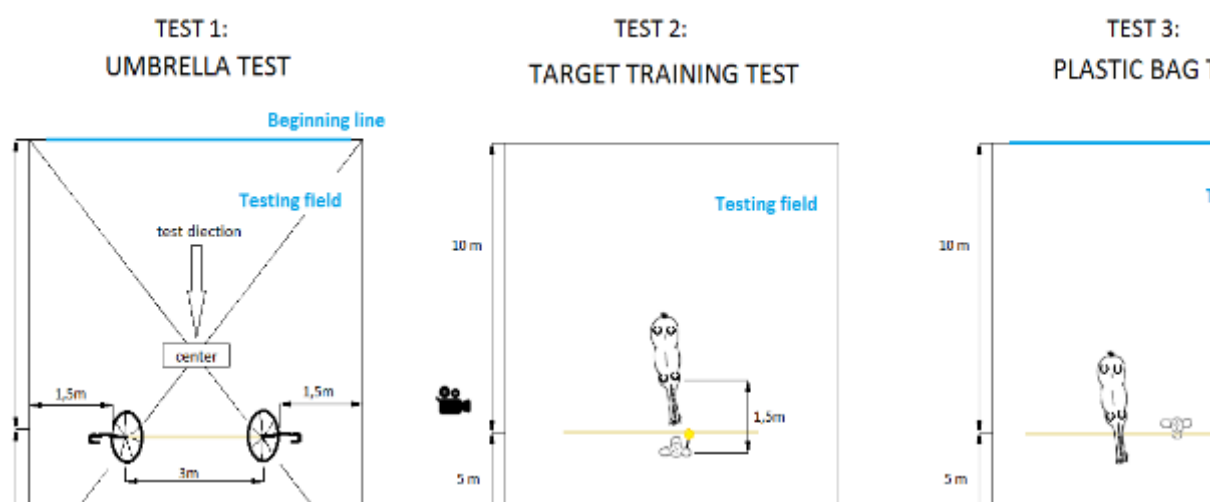 TEST 1:
UMBRELLA TEST
Beginning line
Testing field
test diection
center
1,5m
1,5m
3m
TEST 2:
TARGET TRAINING TEST
Testing field
10 m
1,5m
5 m
TEST 3:
PLASTIC BAG T
T
10 m
5 m